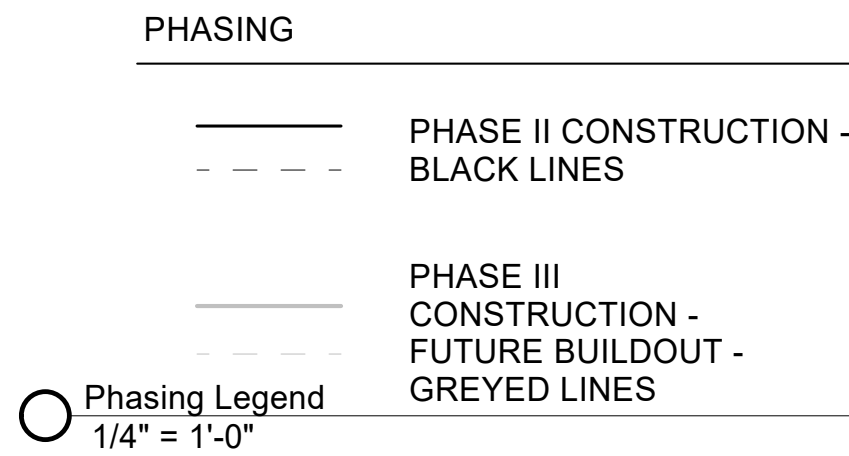 PHASING
PHASE II CONSTRUCTION -
BLACK LINES
PHASE III
CONSTRUCTION -
FUTURE BUILDOUT -
GREYED LINES
Phasing Legend
1/4" = 1'-0"